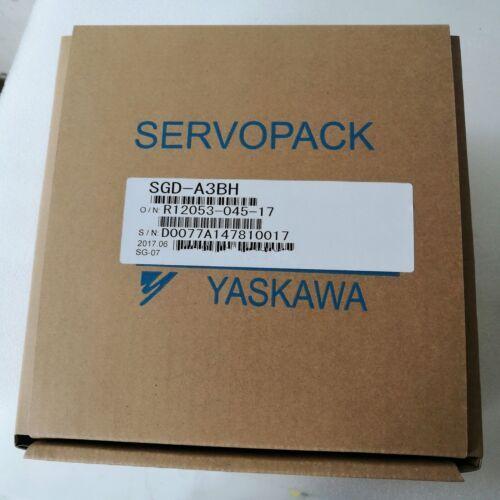 SERVOPACK
SGD-A3BH
O/N R12053-045-17
S/N D0077A147810017
2017.06
SG-07
YASKAWA